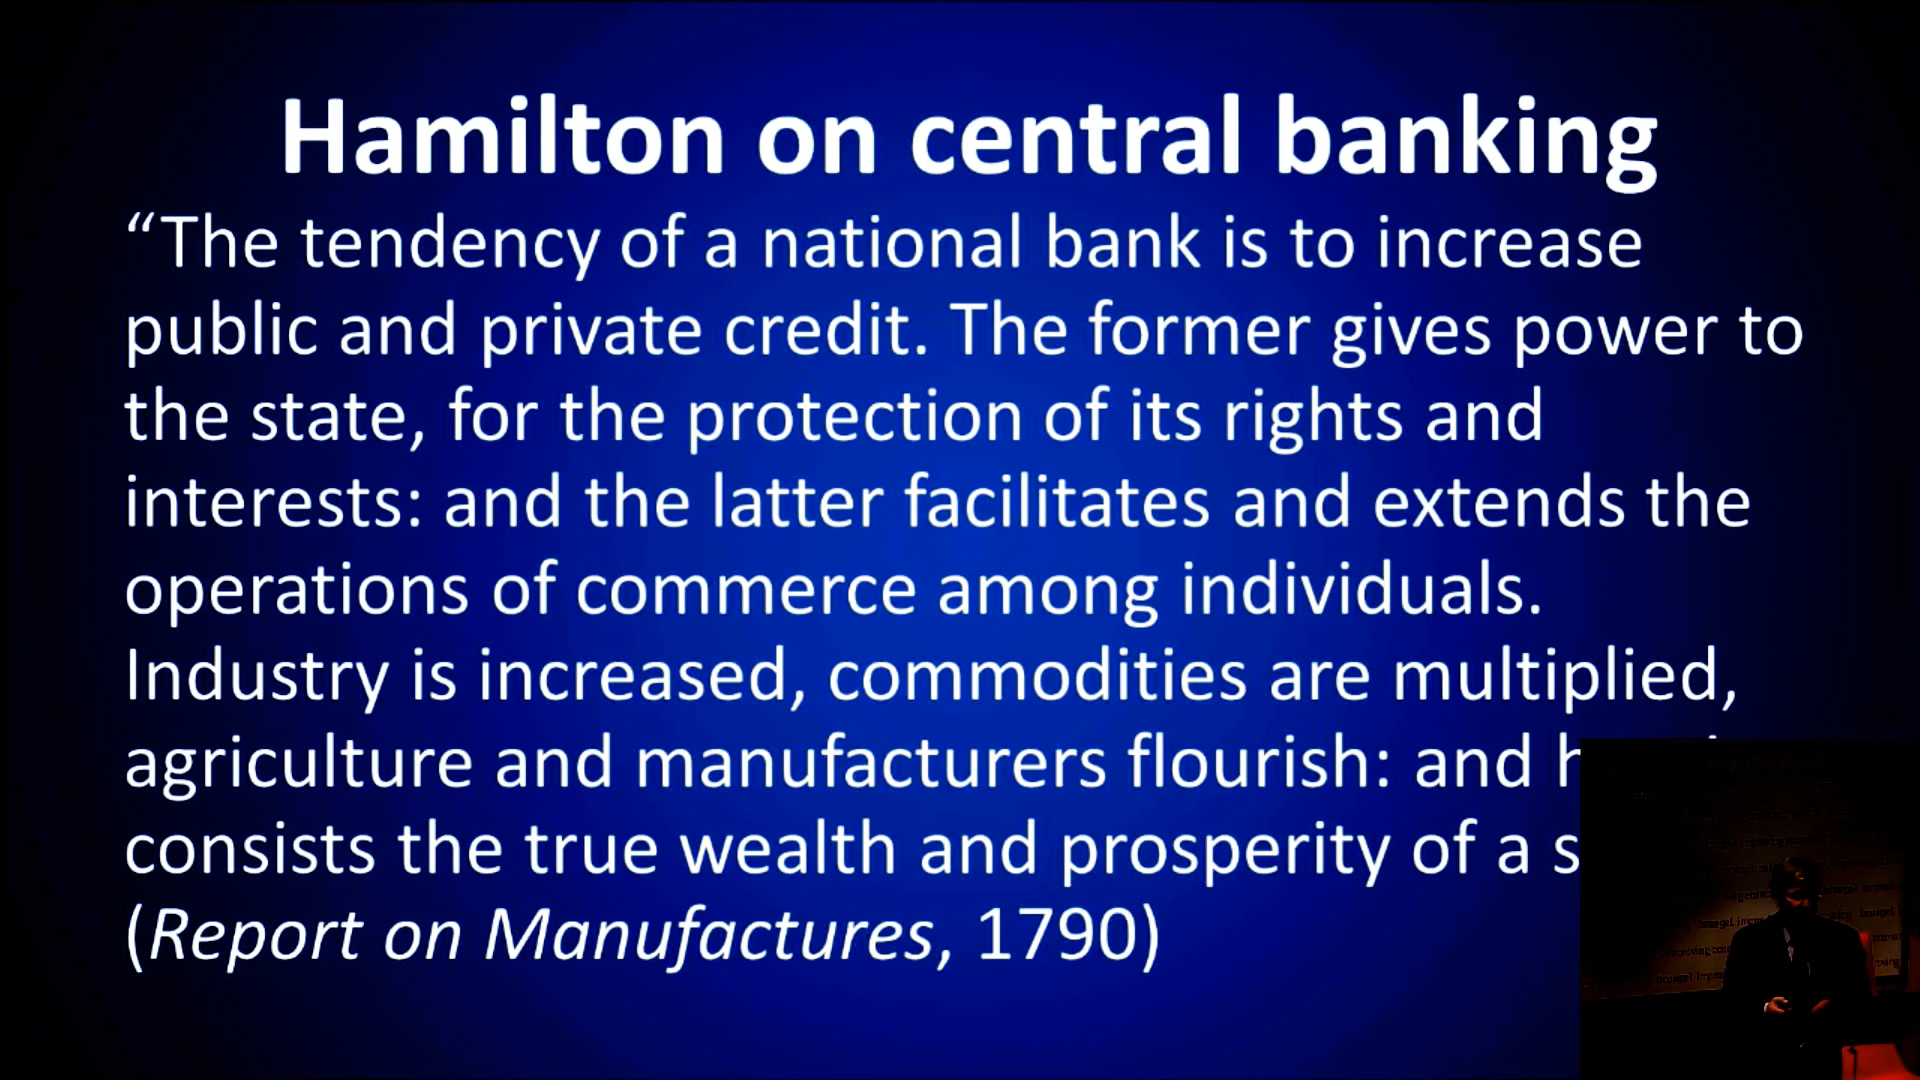 Hamilton on central banking
“The tendency of a national bank is to increase
public and private credit. The former gives power to
the state, for the protection of its rights and
interests: and the latter facilitates and extends the
operations of commerce among individuals.
Industry is increased, commodities are multiplied,
agriculture and manufacturers flourish: and
consists the true wealth and prosperity of a
(Report on Manufactures, 1790)